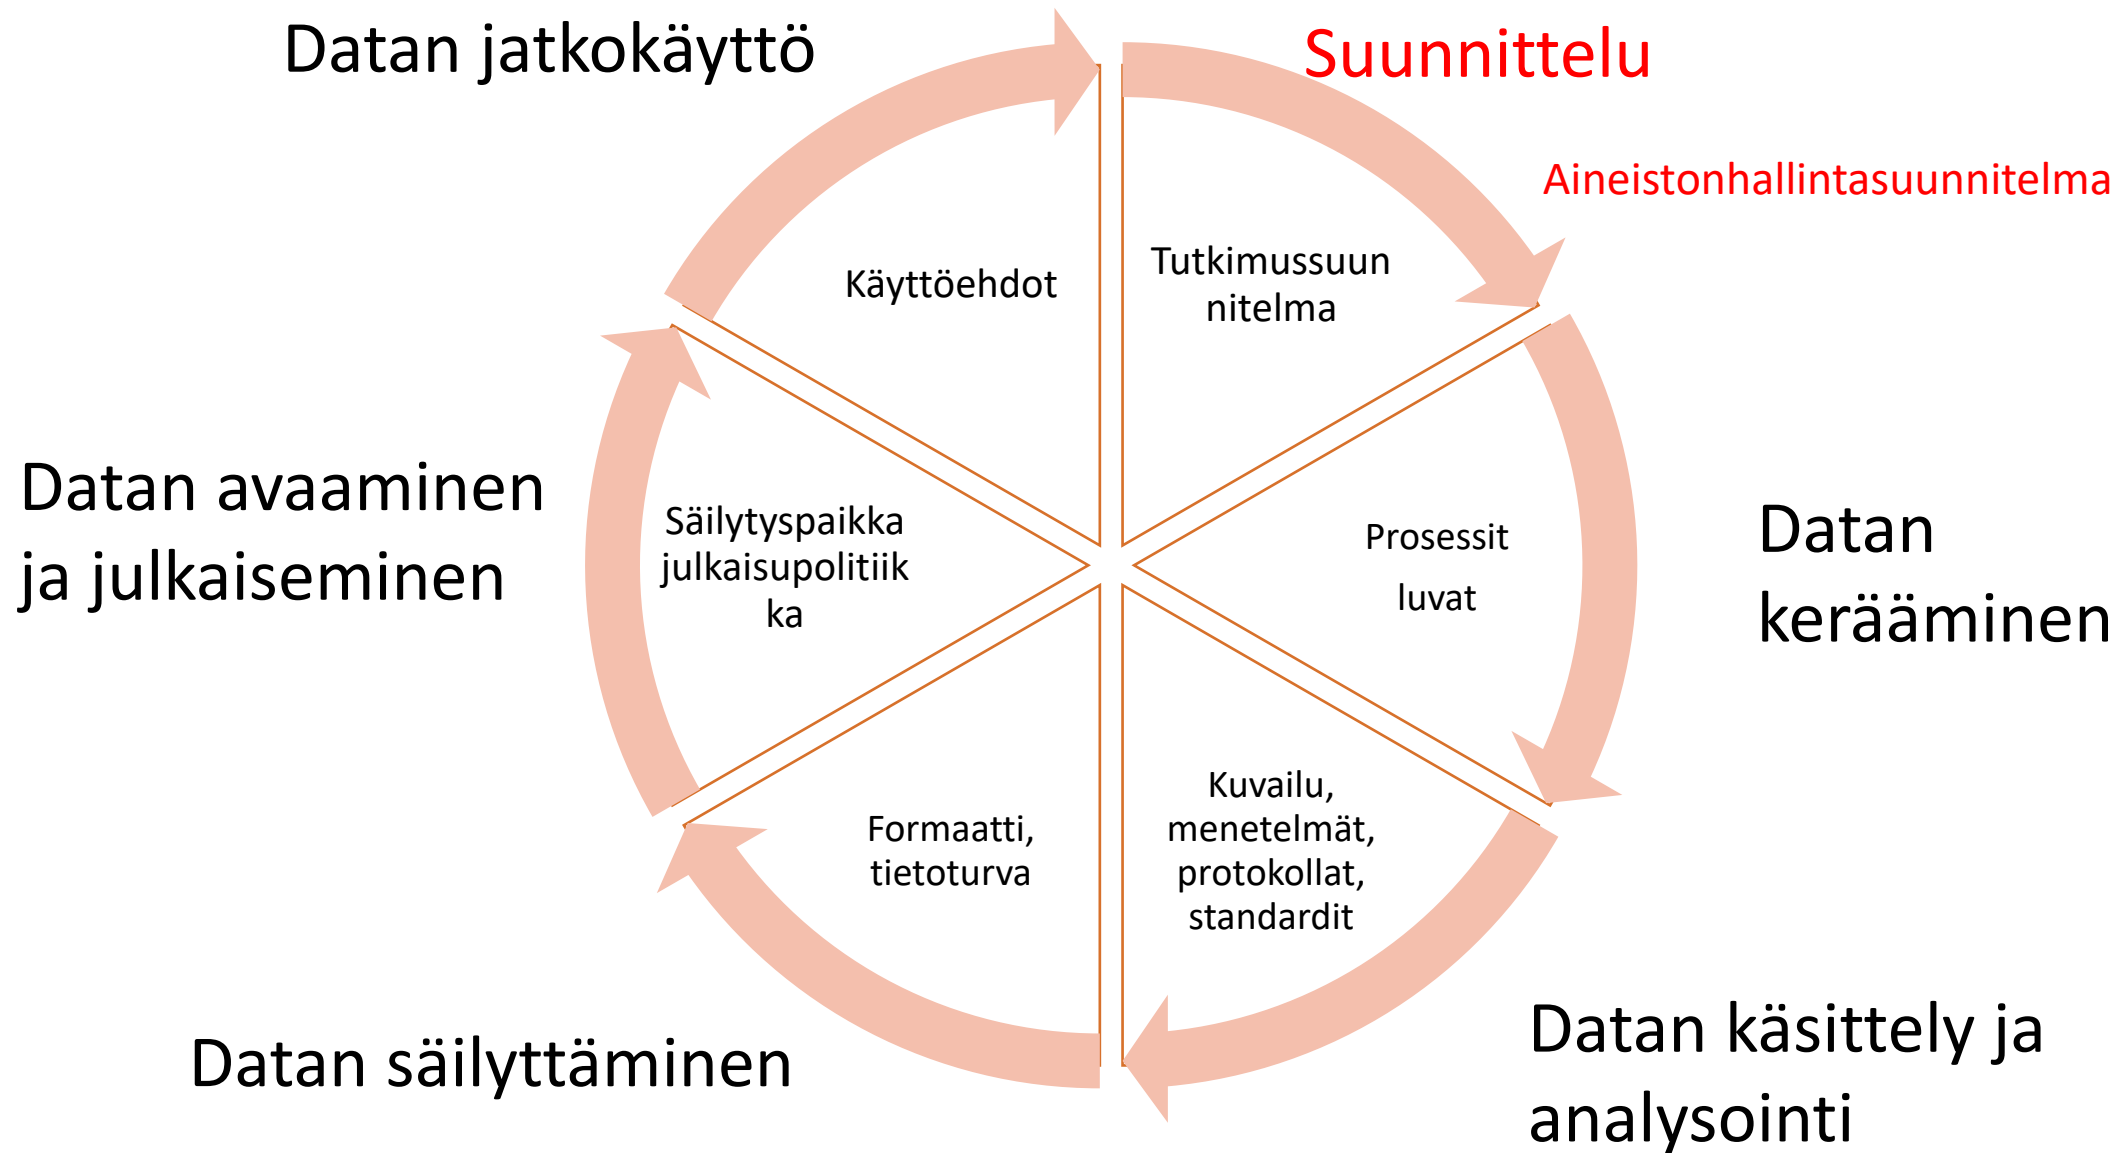 Datan jatkokäyttö
Suunnittelu
Aineistonhallintasuunnitelma
Käyttöehdot
Tutkimussuun
nitelma
Datan avaaminen
ja julkaiseminen
Säilytyspaikka
julkaisupolitiik
ka
Prosessit
luvat
Datan
kerääminen
Formaatti,
tietoturva
Kuvailu,
menetelmät,
protokollat,
standardit
Datan säilyttäminen
Datan käsittely ja
analysointi